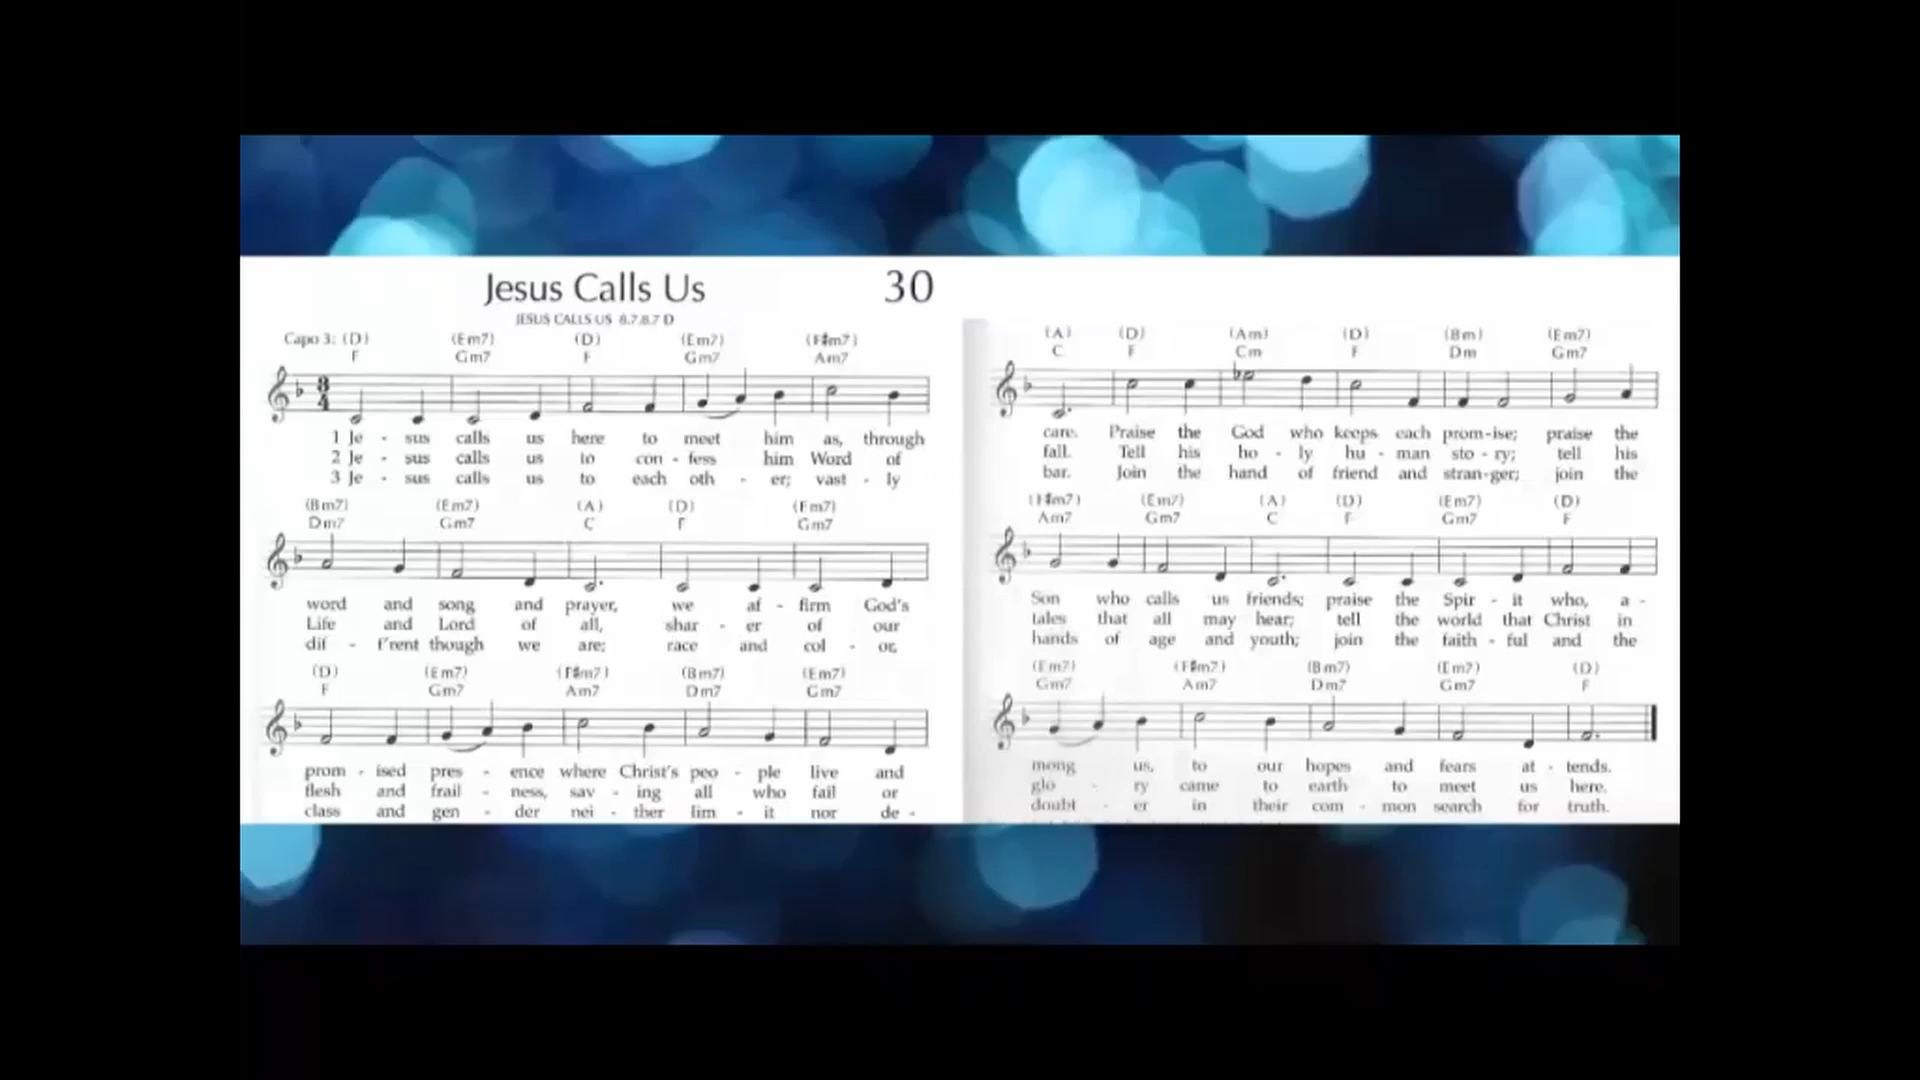 Jesus Calls Us 30
JESUS CALLS US 8.7.8.7 D
Capo 3: (D) (Em7) (D) (Em7) (F#m7)
F Gm7 F Gm7 Am7
8 4
1 Je - sus calls us here to meet him as, through
2 Je - sus calls us to con - fess him Word of
3 Je - sus calls us to each oth - er; vast - ly
(Bm7) (Em7) (A) (D) (Em7)
Dm7 Gm7 C F Gm7
word and song and prayer, we af - firm God's
Life and Lord of all, shar - er of our
dif - f'rent though we are; race and col - or,
(D) (Em7) (F#m7) (Bm7) (Em7)
F Gm7 Am7 Dm7 Gm7
prom - ised pres - ence where Christ's peo - ple live and
flesh and frail - ness, sav - ing all who fail or
class and gen - der nei - ther lim - it nor de -
(A) (D) (Am) (D) (Bm) (Em7)
C F Cm F Dm Gm7
care. Praise the God who keeps each prom-ise; praise the
fall. Tell his ho - ly hu - man sto - ry; tell his
bar. Join the hand of friend and stran-ger; join the
(F#m7) (Em7) (A) (D) (Em7) (D)
Am7 Gm7 C F Gm7 F
Son who calls us friends; praise the Spir - it who, a -
tales that all may hear; tell the world that Christ in
hands of age and youth; join the faith - ful and the
(Em7) (F#m7) (Bm7) (Em7) (D)
Gm7 Am7 Dm7 Gm7 F
mong us, to our hopes and fears at - tends.
glo - ry came to earth to meet us here.
doubt - er in their com - mon search for truth.